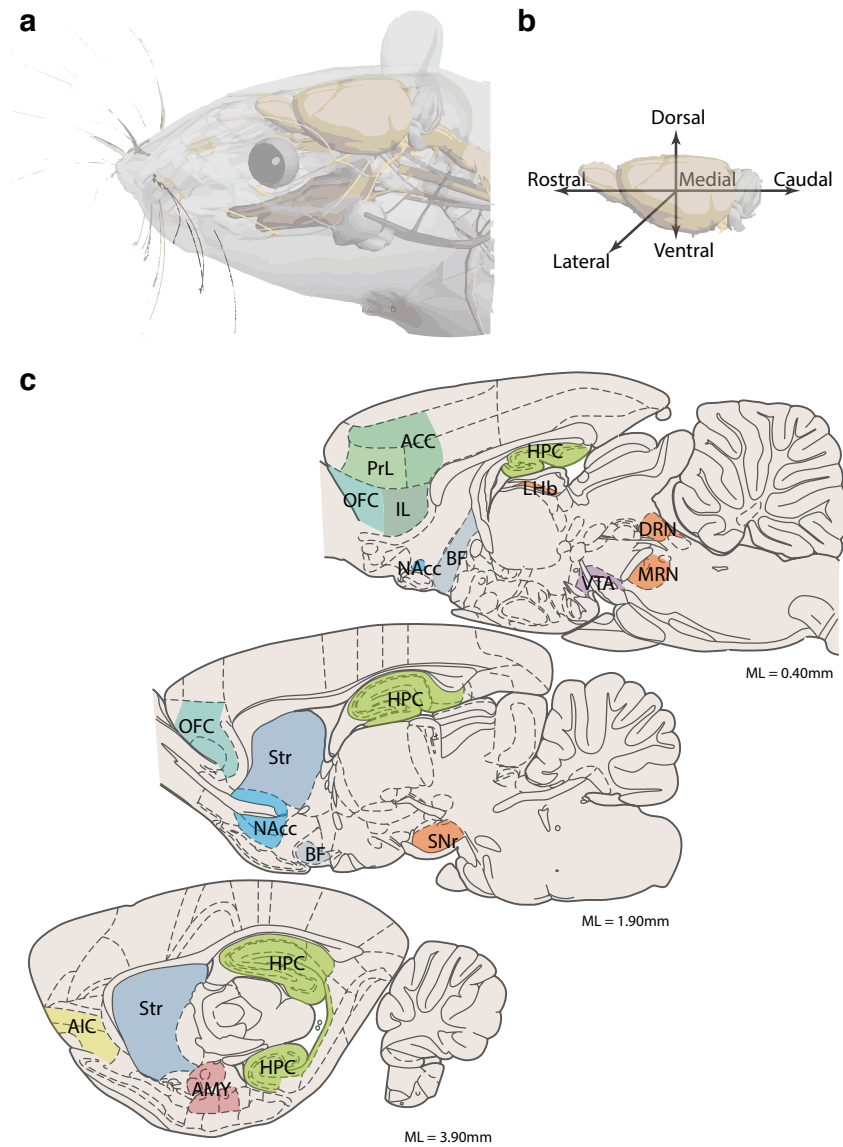 a
b
Dorsal
Rostral
Medial
Caudal
Lateral
Ventral
c
ACC
HPC
PrL
LHb
OFC
IL
DRN
BF
NAcc
MRN
VTA
ML = 0.40mm
HPC
OFC
Str
NAcc
SNr
BF
ML = 1.90mm
HPC
Str
AIC
HPC
AMY
ML = 3.90mm